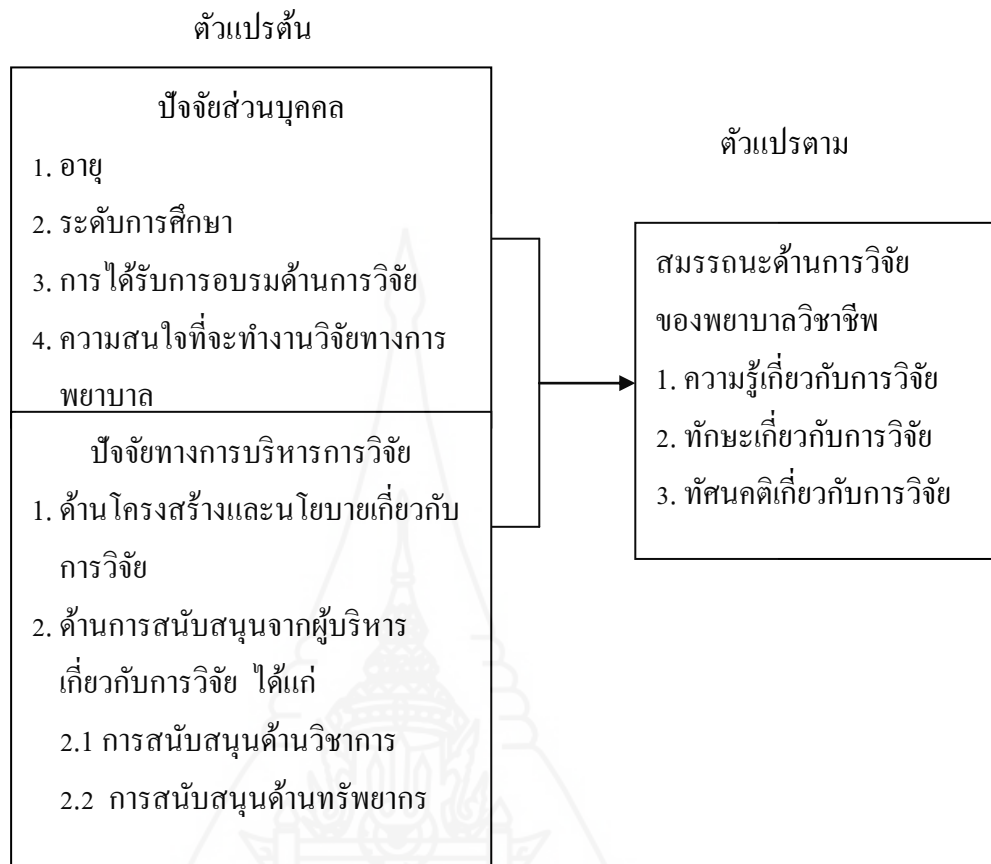 ตัวแปรต้น
ปัจจัยส่วนบุคคล
1. อายุ
2. ระดับการศึกษา
3. การได้รับการอบรมด้านการวิจัย
4. ความสนใจที่จะทำงานวิจัยทางการ
พยาบาล
ปัจจัยทางการบริหารการวิจัย
1. ด้านโครงสร้างและนโยบายเกี่ยวกับ
การวิจัย
2. ด้านการสนับสนุนจากผู้บริหาร
เกี่ยวกับการวิจัย ได้แก่
2.1 การสนับสนุนด้านวิชาการ
2.2 การสนับสนุนด้านทรัพยากร
ตัวแปรตาม
สมรรถนะด้านการวิจัย
ของพยาบาลวิชาชีพ
1. ความรู้เกี่ยวกับการวิจัย
2. ทักษะเกี่ยวกับการวิจัย
3. ทัศนคติเกี่ยวกับการวิจัย